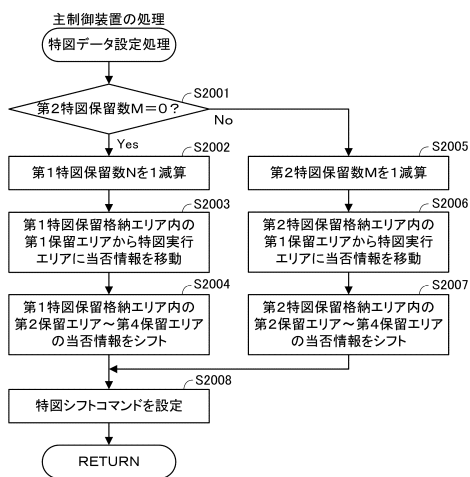 主制御装置の処理
特図データ設定処理
S2001
第2特図保留数M=0?
No
Yes
S2002
第1特図保留数Nを1減算
S2003
第1特図保留格納エリア内の
第1保留エリアから特図実行
エリアに当否情報を移動
S2004
第1特図保留格納エリア内の
第2保留エリア~第4保留エリア
の当否情報をシフト
S2005
第2特図保留数Mを1減算
S2006
第2特図保留格納エリア内の
第1保留エリアから特図実行
エリアに当否情報を移動
S2007
第2特図保留格納エリア内の
第2保留エリア~第4保留エリア
の当否情報をシフト
S2008
特図シフトコマンドを設定
RETURN